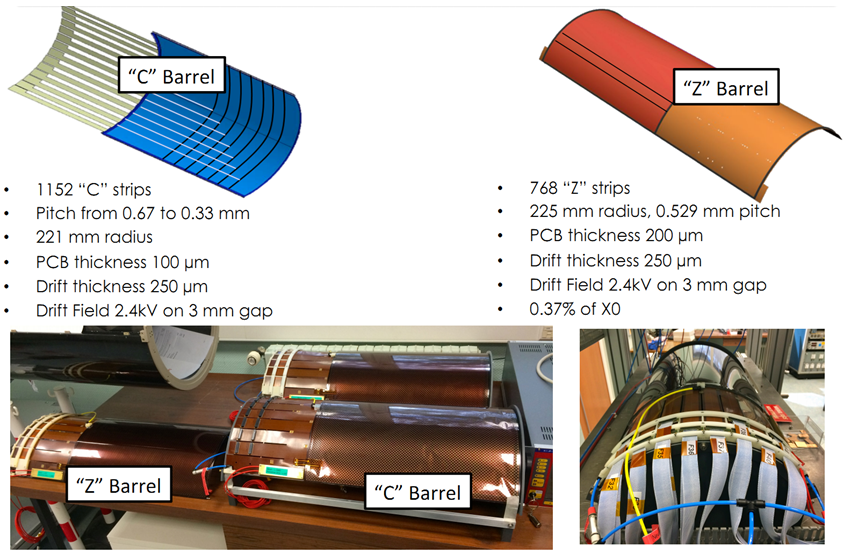 “C” Barrel
• 1152 “C” strips
• Pitch from 0.67 to 0.33 mm
• 221 mm radius
• PCB thickness 100 µm
• Drift thickness 250 µm
• Drift Field 2.4kV on 3 mm gap
“Z” Barrel
• 768 “Z” strips
• 225 mm radius, 0.529 mm pitch
• PCB thickness 200 µm
• Drift thickness 250 µm
• Drift Field 2.4kV on 3 mm gap
• 0.37% of X0
“Z” Barrel
“C” Barrel